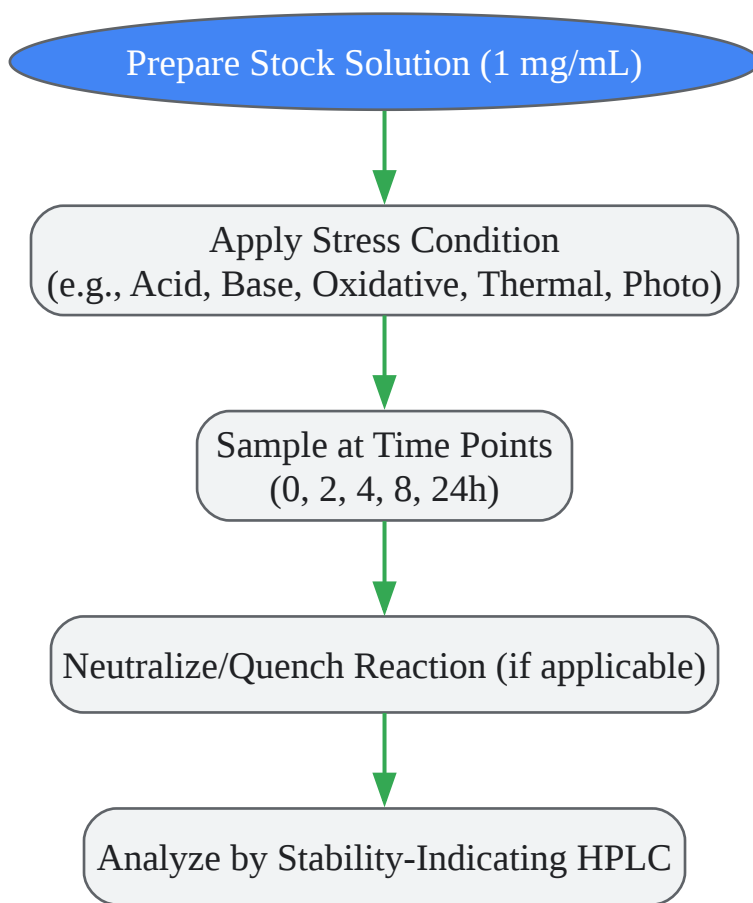 Prepare Stock Solution (1 mg/mL)
Apply Stress Condition
(e.g., Acid, Base, Oxidative, Thermal, Photo)
Sample at Time Points
(0, 2, 4, 8, 24h)
Neutralize/Quench Reaction (if applicable)
Analyze by Stability-Indicating HPLC